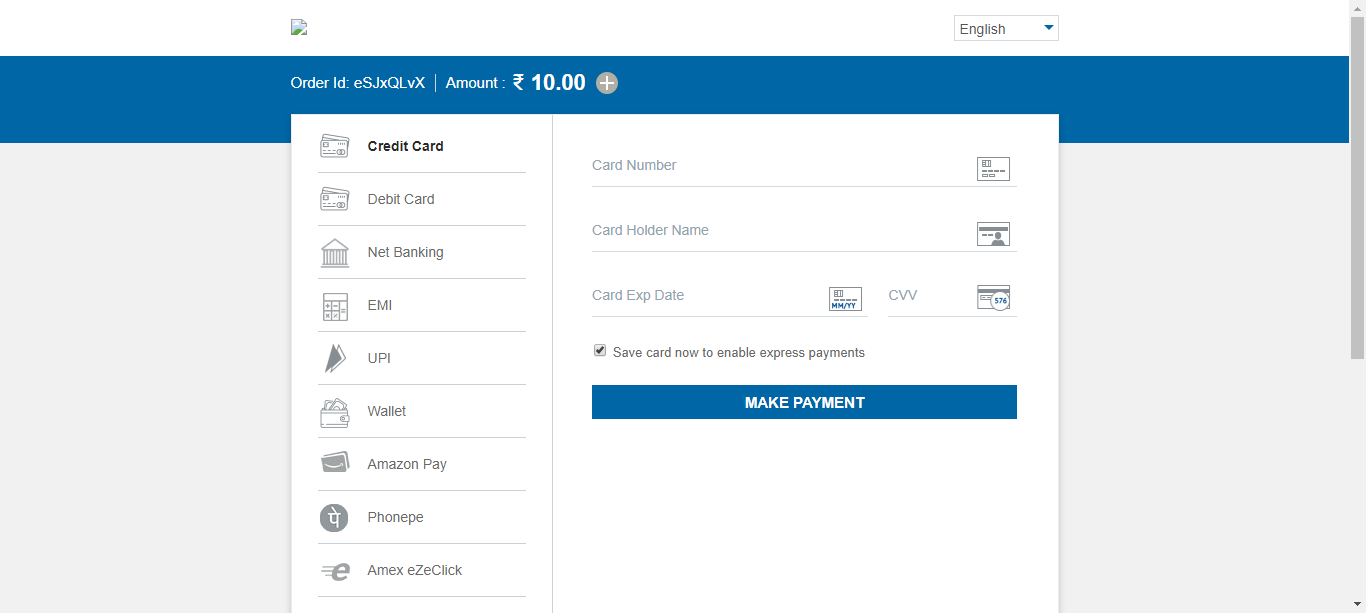 English
Order Id: eSJxQLvX Amount : ₹ 10.00
Credit Card
Debit Card
Net Banking
EMI
UPI
Wallet
Amazon Pay
Phonepe
Amex eZeClick
Card Number
Card Holder Name
Card Exp Date
MM/YY
CVV
576
Save card now to enable express payments
MAKE PAYMENT